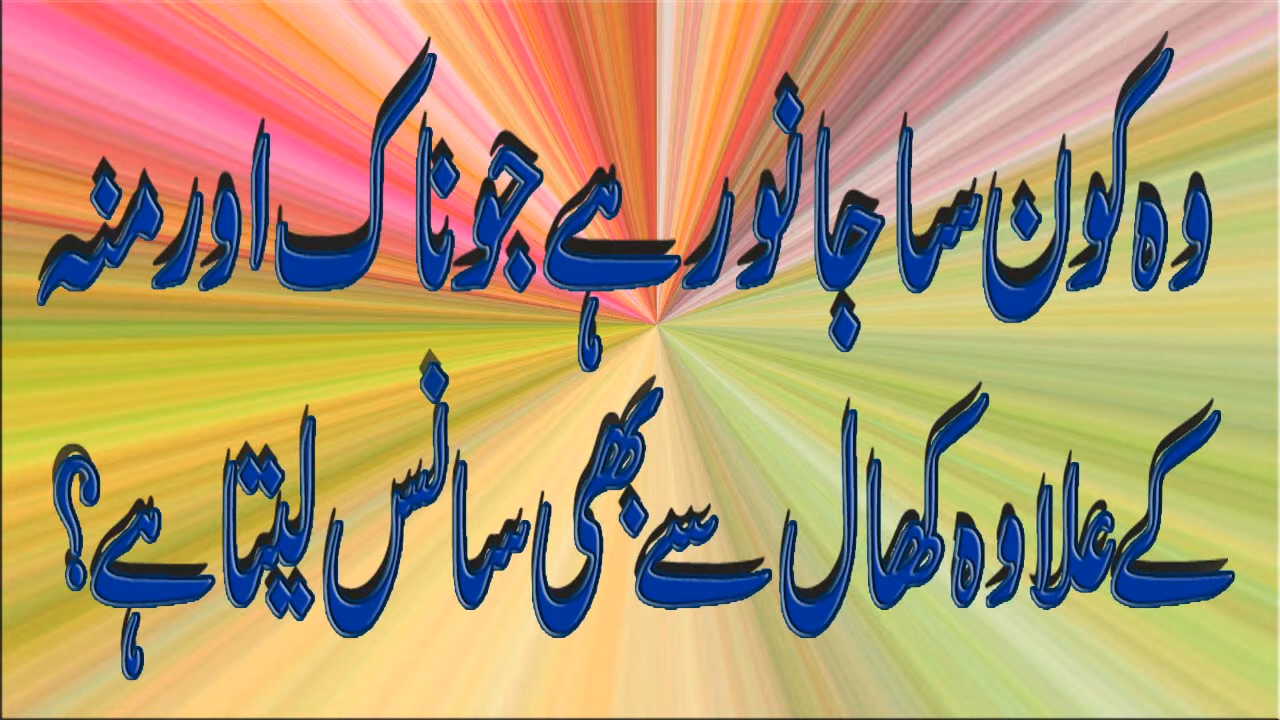 وہ کون سا جانور ہے جو ناک اور منہ
کے علاوہ کھال سے بھی سانس لیتا ہے؟